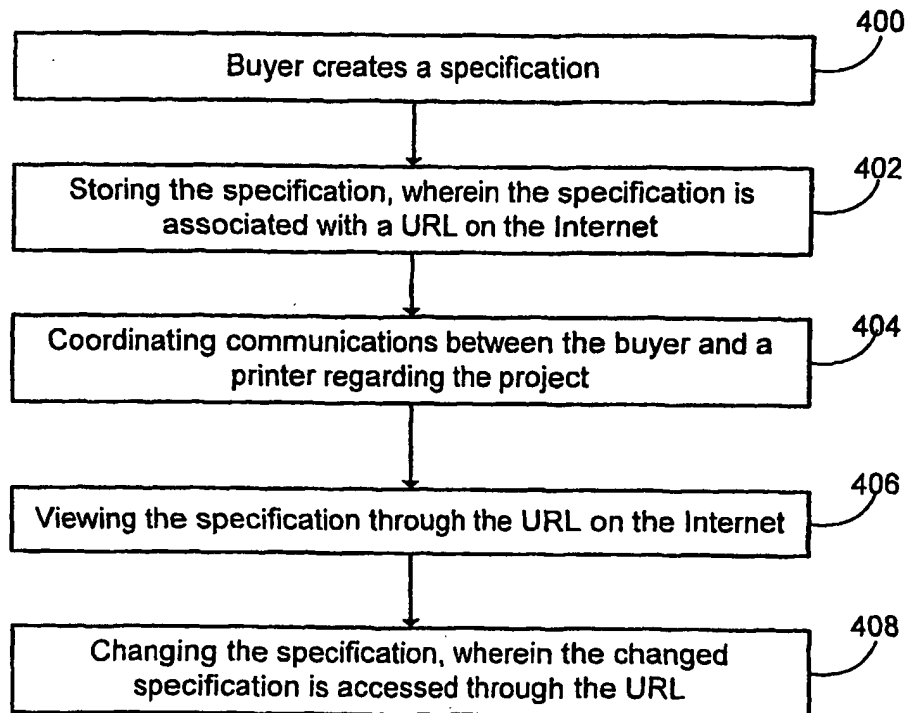 400
Buyer creates a specification
402
Storing the specification, wherein the specification is
associated with a URL on the Internet
404
Coordinating communications between the buyer and a
printer regarding the project
406
Viewing the specification through the URL on the Internet
408
Changing the specification, wherein the changed
specification is accessed through the URL